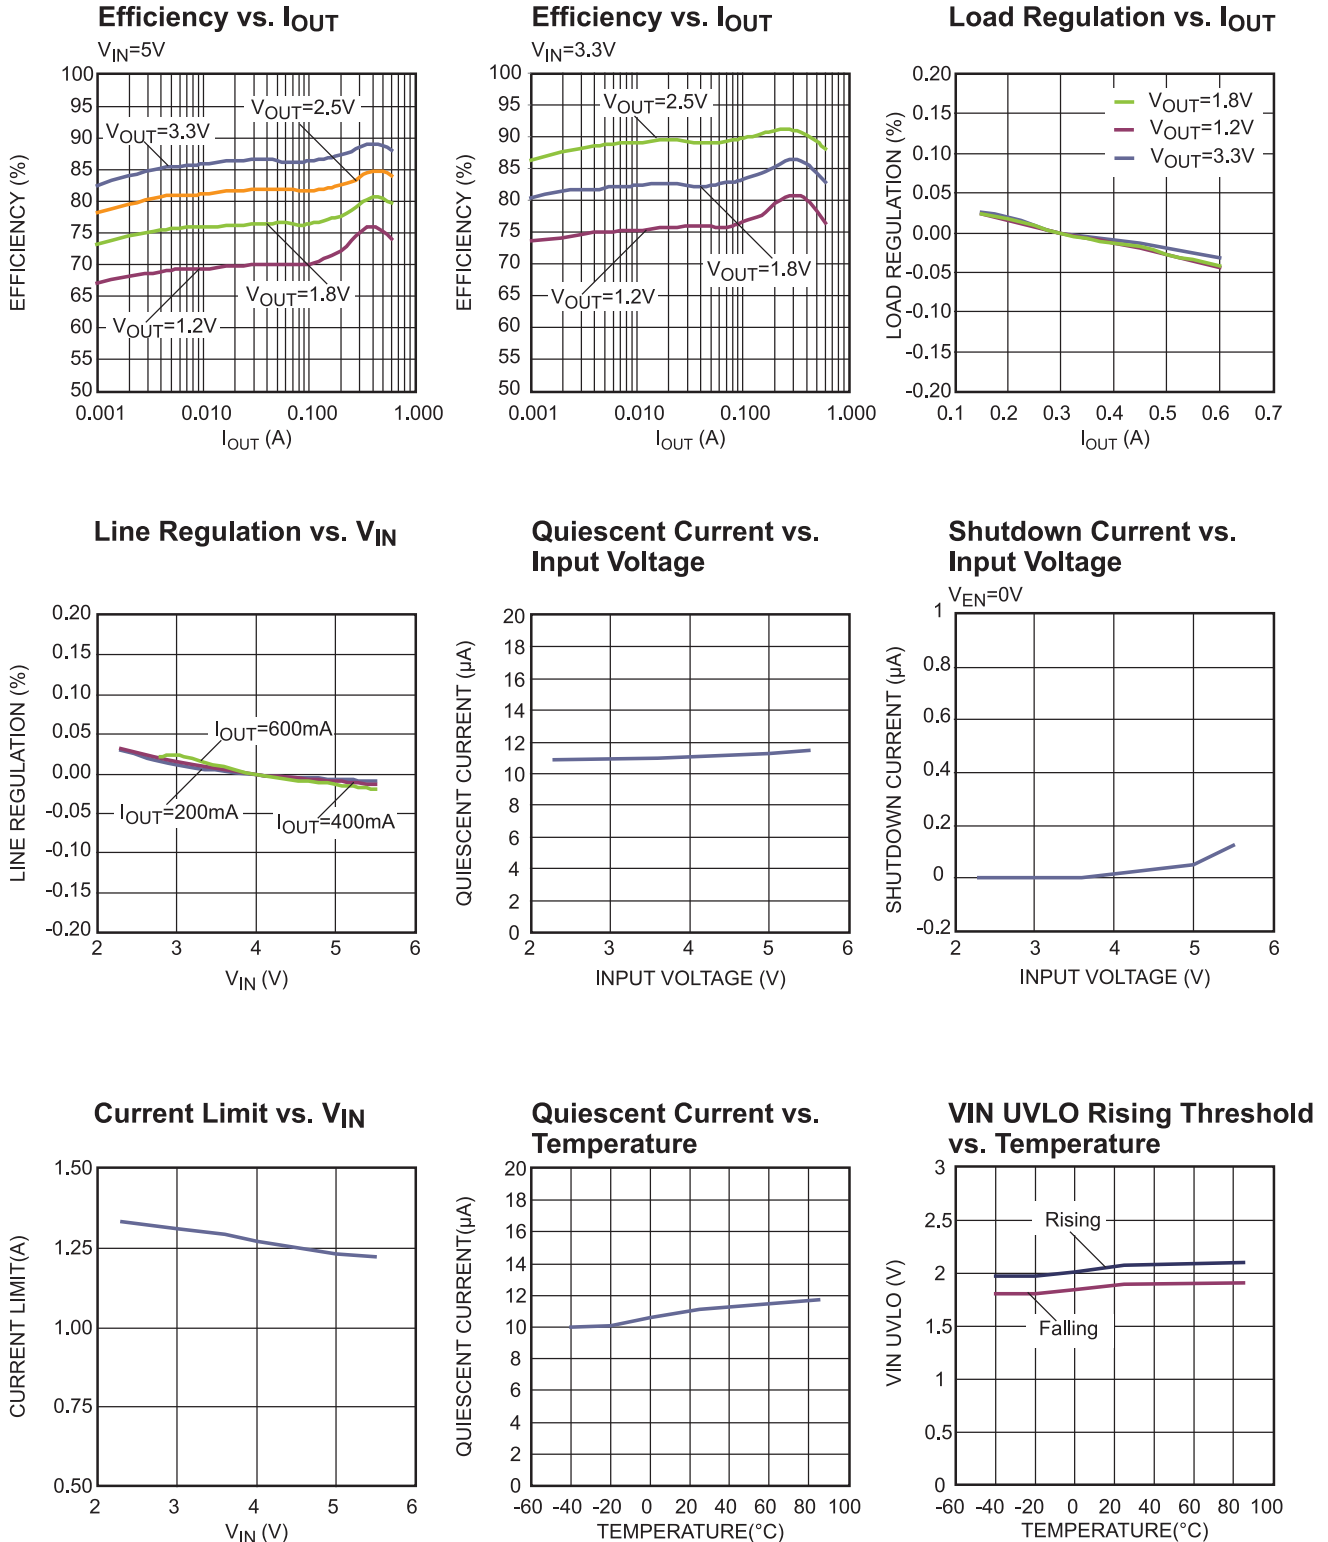 Efficiency vs. IOUT
VIN=5V
EFFICIENCY (%)
100
95
90
85
80
75
70
65
60
55
50
VOUT=2.5V
VOUT=3.3V
VOUT=1.8V
VOUT=1.2V
0.001 0.010 0.100 1.000
IOUT (A)
Efficiency vs. IOUT
VIN=3.3V
EFFICIENCY (%)
100
95
90
85
80
75
70
65
60
55
50
VOUT=2.5V
VOUT=1.8V
VOUT=1.2V
0.001 0.010 0.100 1.000
IOUT (A)
Load Regulation vs. IOUT
LOAD REGULATION (%)
0.20
0.15
0.10
0.05
0.00
-0.05
-0.10
-0.15
-0.20
VOUT=1.8V
VOUT=1.2V
VOUT=3.3V
0.1 0.2 0.3 0.4 0.5 0.6 0.7
IOUT (A)
Line Regulation vs. VIN
LINE REGULATION (%)
0.20
0.15
0.10
0.05
0.00
-0.05
-0.10
-0.15
-0.20
IOUT=600mA
IOUT=200mA
IOUT=400mA
2 3 4 5 6
VIN (V)
Quiescent Current vs.
Input Voltage
QUIESCENT CURRENT (µA)
20
18
16
14
12
10
8
6
4
2
0
2 3 4 5 6
INPUT VOLTAGE (V)
Shutdown Current vs.
Input Voltage
VEN=0V
SHUTDOWN CURRENT (µA)
1
0.8
0.6
0.4
0.2
0
-0.2
2 3 4 5 6
INPUT VOLTAGE (V)
Current Limit vs. VIN
CURRENT LIMIT(A)
1.50
1.25
1.00
0.75
0.50
2 3 4 5 6
VIN (V)
Quiescent Current vs.
Temperature
QUIESCENT CURRENT(µA)
20
18
16
14
12
10
8
6
4
2
0
-60 -40 -20 0 20 40 60 80 100
TEMPERATURE(°C)
VIN UVLO Rising Threshold
vs. Temperature
VIN UVLO (V)
3
2.5
2
1.5
1
0.5
0
Rising
Falling
-60 -40 -20 0 20 40 60 80 100
TEMPERATURE(°C)